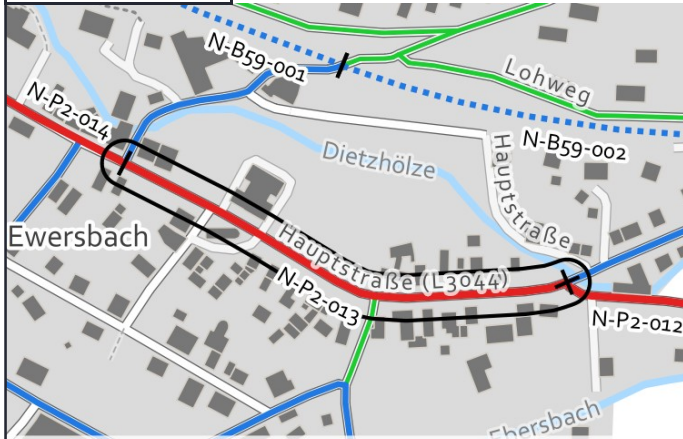 N-B59-001
Lohweg
N-P2-014
N-B59-002
Hauptstraße
Dietzhölze
Ewersbach
Hauptstraße (L3044)
N-P2-013
N-P2-012
Ebersbach